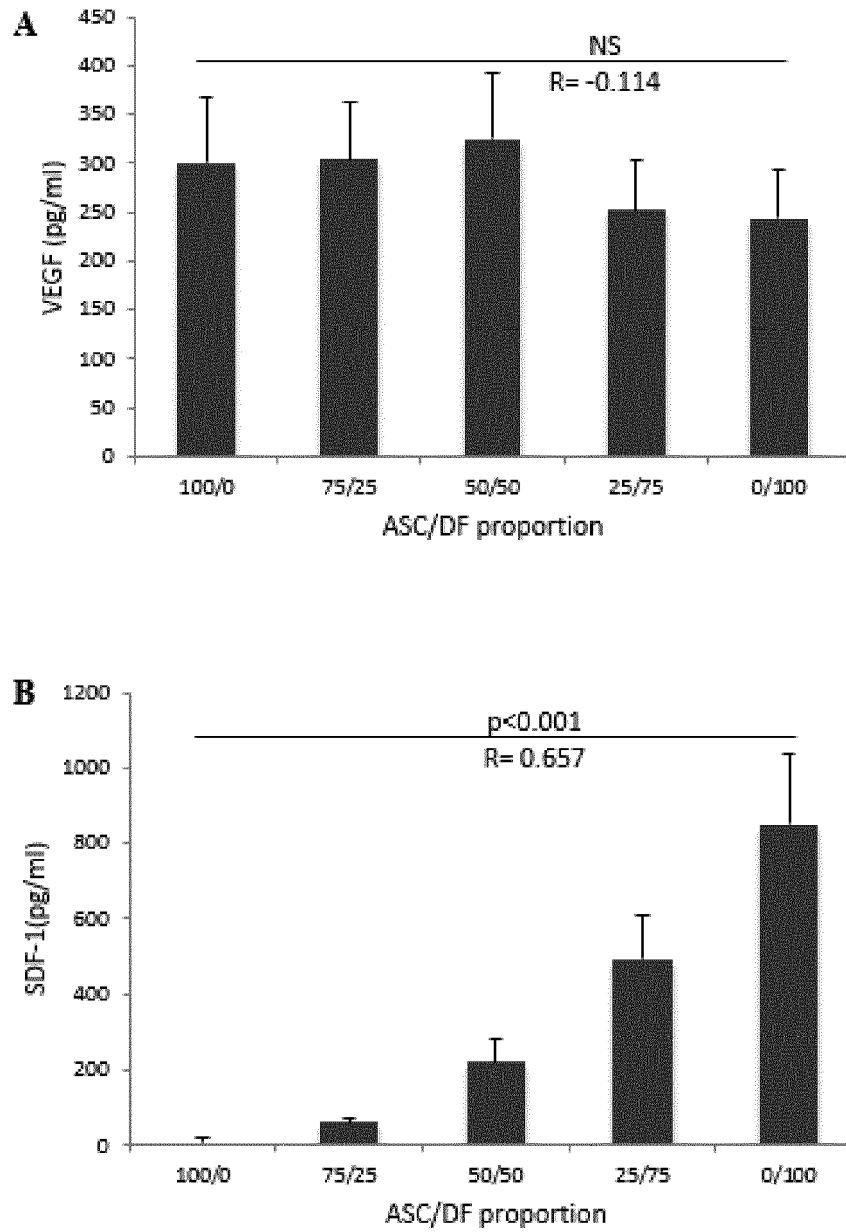 A
450
400
350
300
250
200
150
100
50
0
VEGF (pg/ml)
NS
R= -0.114
100/0 75/25 50/50 25/75 0/100
ASC/DF proportion
B
1200
1000
800
600
400
200
0
SDF-1(pg/ml)
p<0.001
R= 0.657
100/0 75/25 50/50 25/75 0/100
ASC/DF proportion